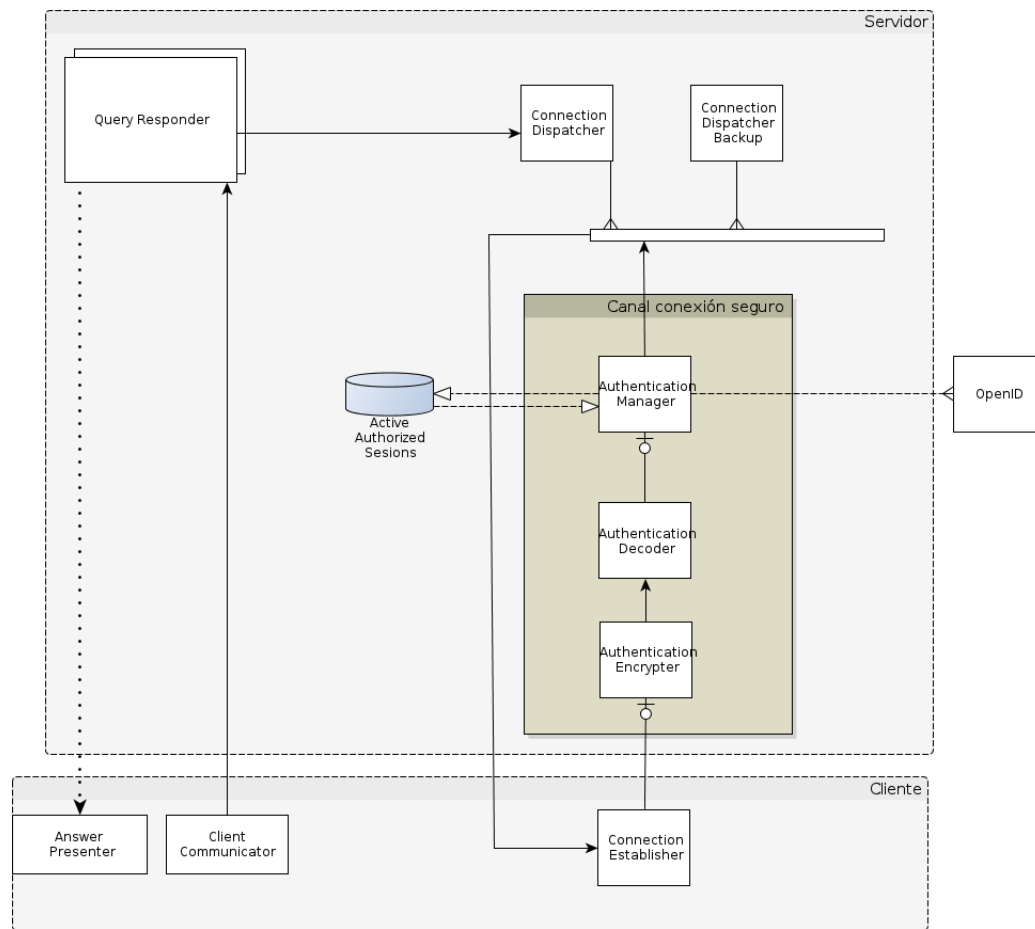 Servidor
Query Responder
Connection
Dispatcher
Connection
Dispatcher
Backup
Canal conexión seguro
Authentication
Manager
OpenID
Active
Authorized
Sesions
Authentication
Decoder
Authentication
Encrypter
Cliente
Answer
Presenter
Client
Communicator
Connection
Establisher